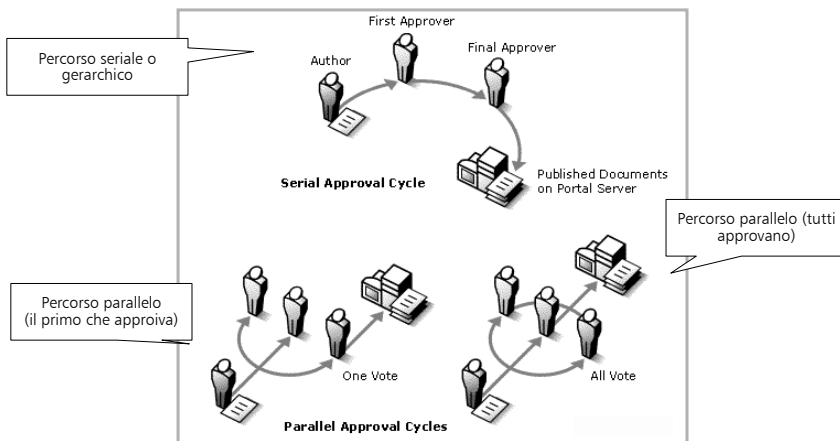 First Approver
Percorso seriale o
gerarchico
Author
Final Approver
Serial Approval Cycle
Published Documents
on Portal Server
Percorso parallelo (tutti
approvano)
Percorso parallelo
(il primo che approiva)
One Vote
All Vote
Parallel Approval Cycles